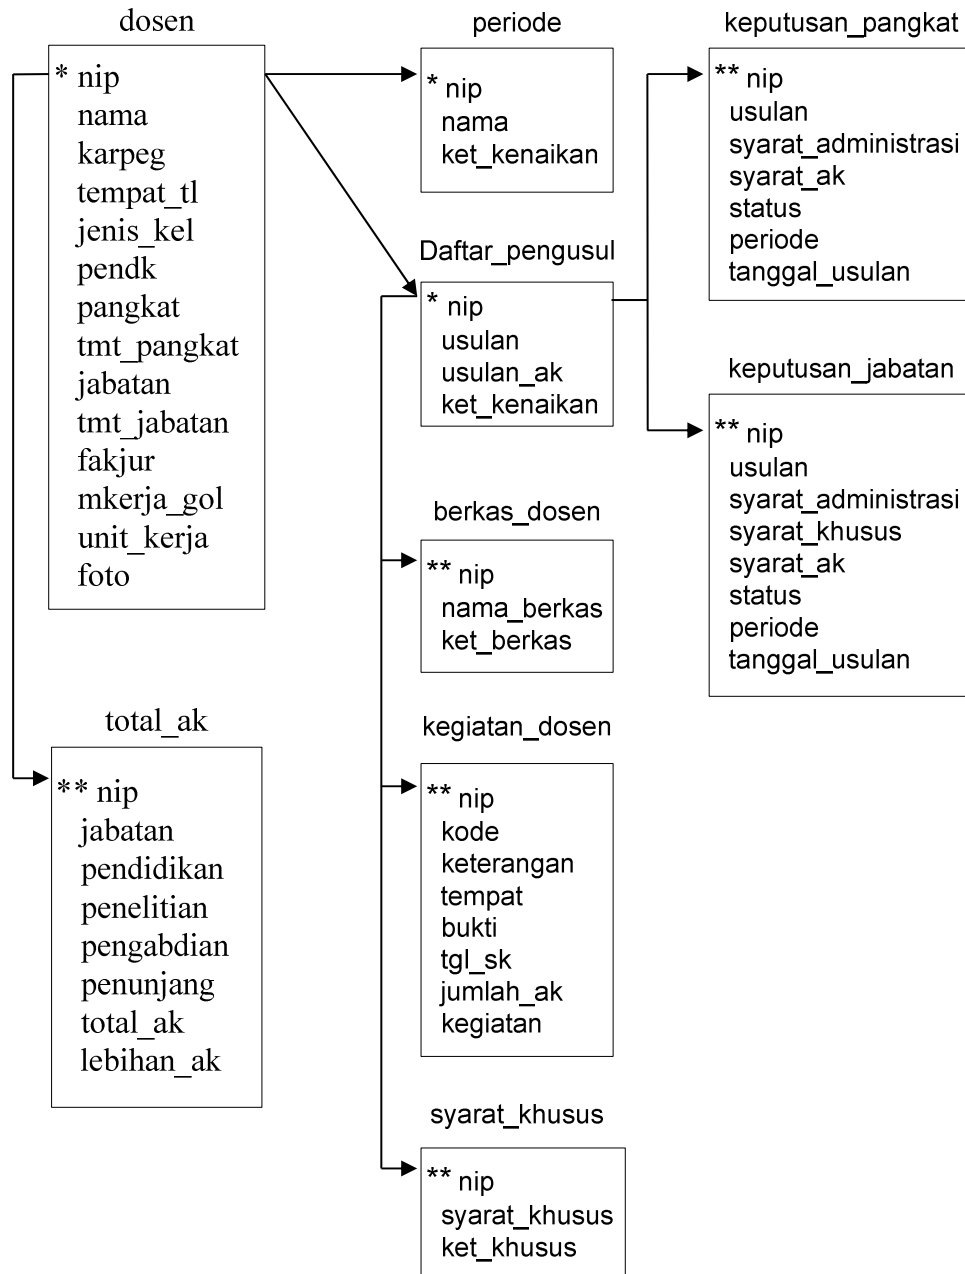 dosen
* nip
nama
karpeg
tempat_tl
jenis_kel
pendk
pangkat
tmt_pangkat
jabatan
tmt_jabatan
fakjur
mkerja_gol
unit_kerja
foto
total_ak
** nip
jabatan
pendidikan
penelitian
pengabdian
penunjang
total_ak
lebihan_ak
periode
* nip
nama
ket_kenaikan
Daftar_pengusul
* nip
usulan
usulan_ak
ket_kenaikan
berkas_dosen
** nip
nama_berkas
ket_berkas
kegiatan_dosen
** nip
kode
keterangan
tempat
bukti
tgl_sk
jumlah_ak
kegiatan
syarat_khusus
** nip
syarat_khusus
ket_khusus
keputusan_pangkat
** nip
usulan
syarat_administrasi
syarat_ak
status
periode
tanggal_usulan
keputusan_jabatan
** nip
usulan
syarat_administrasi
syarat_khusus
syarat_ak
status
periode
tanggal_usulan